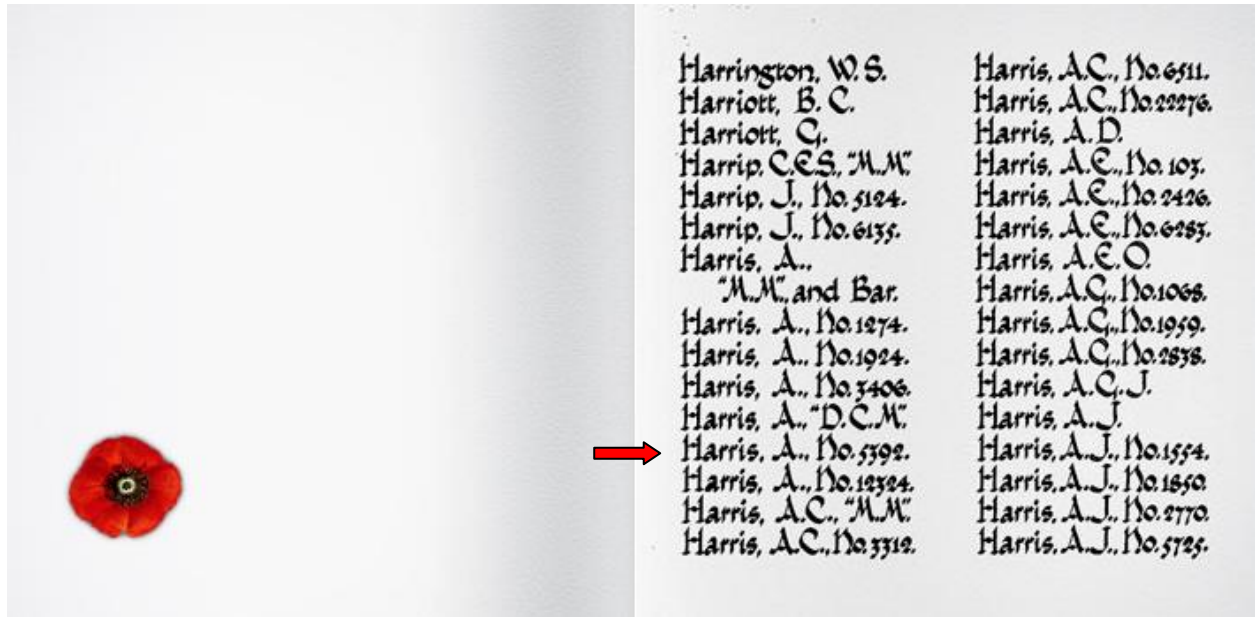 Harrington, W. S.
Harriott, B. C.
Harriott, G.
Harrip, C.E.S., "M.M".
Harrip, J., No. 5124.
Harrip, J., No. 6135.
Harris, A.,
"M.M", and Bar.
Harris, A., No. 1274.
Harris, A., No. 1924.
Harris, A., No. 3406.
Harris, A., "D.C.M".
Harris, A., No. 5392.
Harris, A., No. 12324.
Harris, A.C., "M.M".
Harris, A.C., No. 3312.
Harris, A.C., No. 6511.
Harris, A.C., No. 22276.
Harris, A.D.
Harris, A.E., No. 103.
Harris, A.E., No. 2426.
Harris, A.E., No. 6283.
Harris, A.E.O.
Harris, A.G., No. 1068.
Harris, A.G., No. 1959.
Harris, A.G., No. 2838.
Harris, A.G.J.
Harris, A.J.
Harris, A.J., No. 1554.
Harris, A.J., No. 1850.
Harris, A.J., No. 2770.
Harris, A.J., No. 5725.